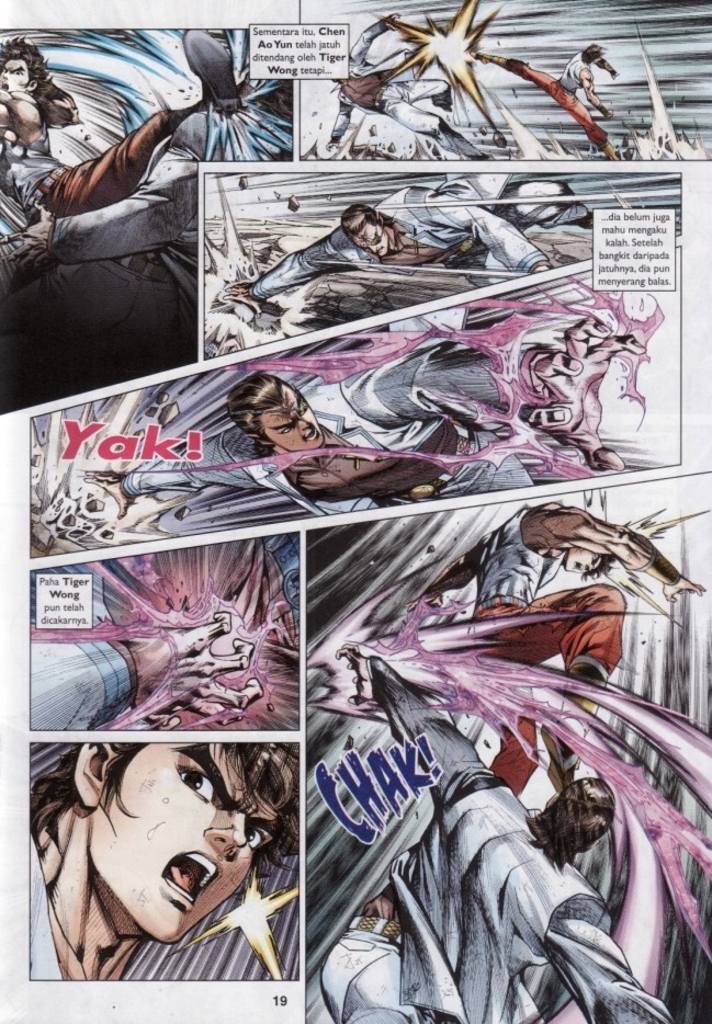 Sementara itu, Chen
Ao Yun telah jatuh
ditendang oleh Tiger
Wong tetapi...
...dia belum juga
mahu mengaku
kalah. Setelah
bangkit daripada
jatuhnya, dia pun
menyerang balas.
Yak!
Paha Tiger
Wong
pun telah
dicakarnya.
CHAK!
19